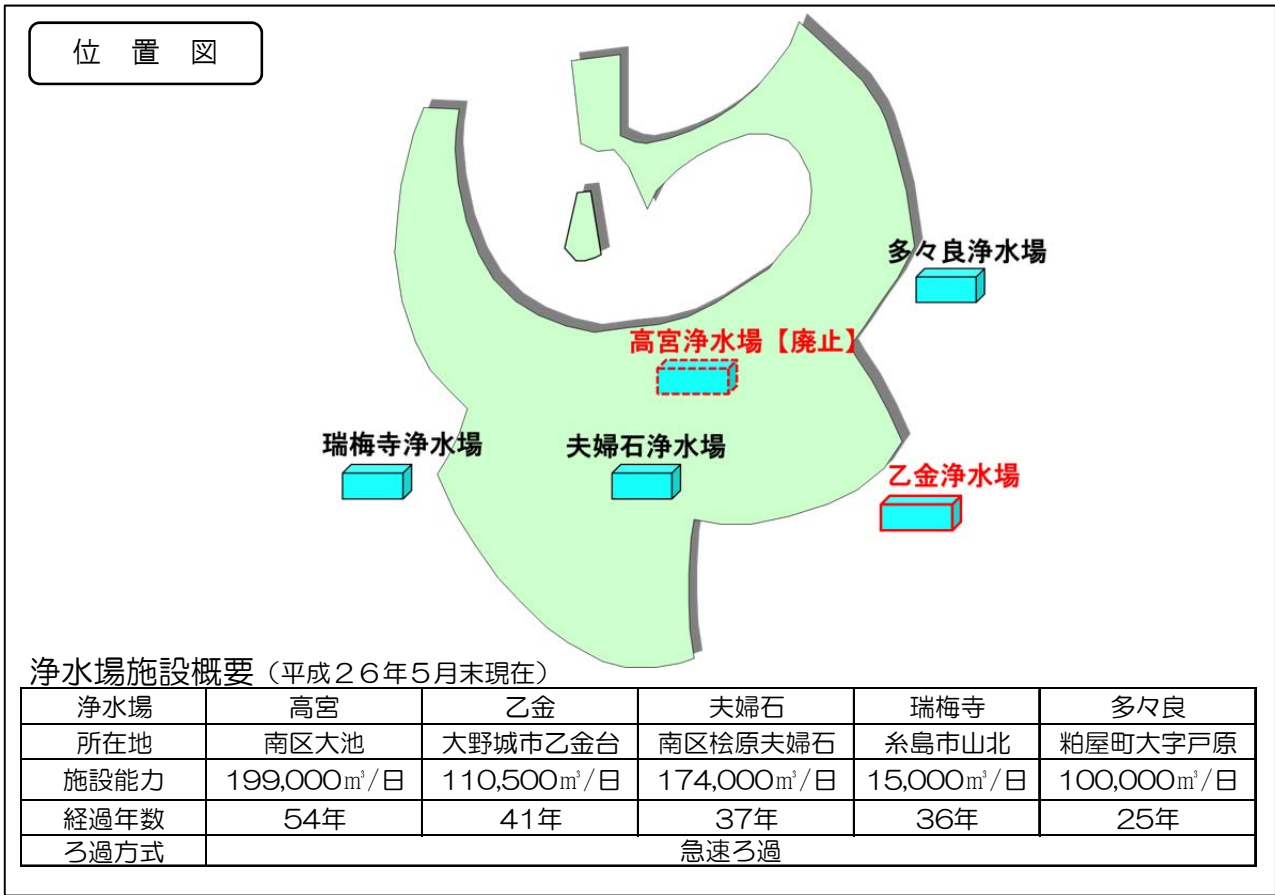 位 置 図
多々良浄水場
高宮浄水場【廃止】
瑞梅寺浄水場
夫婦石浄水場
乙金浄水場
浄水場施設概要（平成２６年５月末現在）
浄水場 高宮 乙金 夫婦石 瑞梅寺 多々良
所在地 南区大池 大野城市乙金台 南区桧原夫婦石 糸島市山北 粕屋町大字戸原
施設能力 199,000㎥/日 110,500㎥/日 174,000㎥/日 15,000㎥/日 100,000㎥/日
経過年数 54年 41年 37年 36年 25年
ろ過方式 急速ろ過